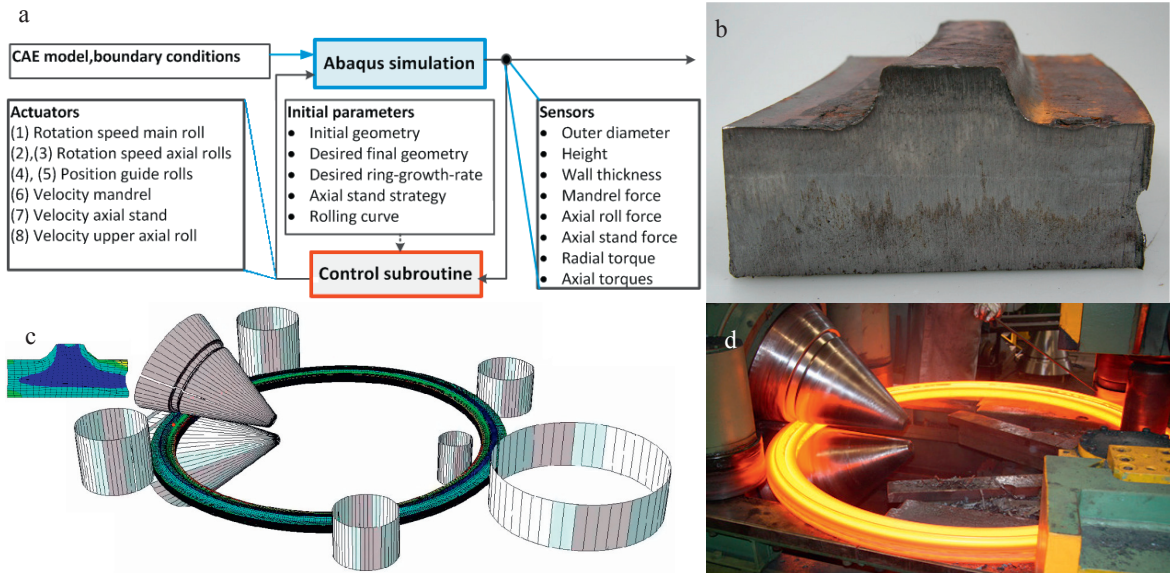 a
CAE model,boundary conditions
Abaqus simulation
Actuators
(1) Rotation speed main roll
(2),(3) Rotation speed axial rolls
(4), (5) Position guide rolls
(6) Velocity mandrel
(7) Velocity axial stand
(8) Velocity upper axial roll
Initial parameters
● Initial geometry
● Desired final geometry
● Desired ring-growth-rate
● Axial stand strategy
● Rolling curve
Control subroutine
Sensors
● Outer diameter
● Height
● Wall thickness
● Mandrel force
● Axial roll force
● Axial stand force
● Radial torque
● Axial torques
b
c
d